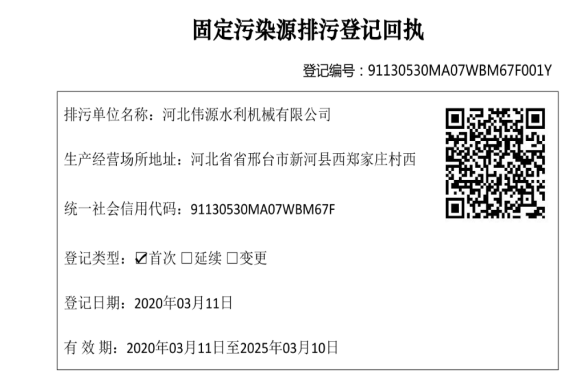 固定污染源排污登记回执
登记编号：91130530MA07WBM67F001Y
排污单位名称：河北伟源水利机械有限公司
生产经营场所地址：河北省省邢台市新河县西郑家庄村西
统一社会信用代码：91130530MA07WBM67F
登记类型：☑首次 □延续 □变更
登记日期：2020年03月11日
有 效 期：2020年03月11日至2025年03月10日